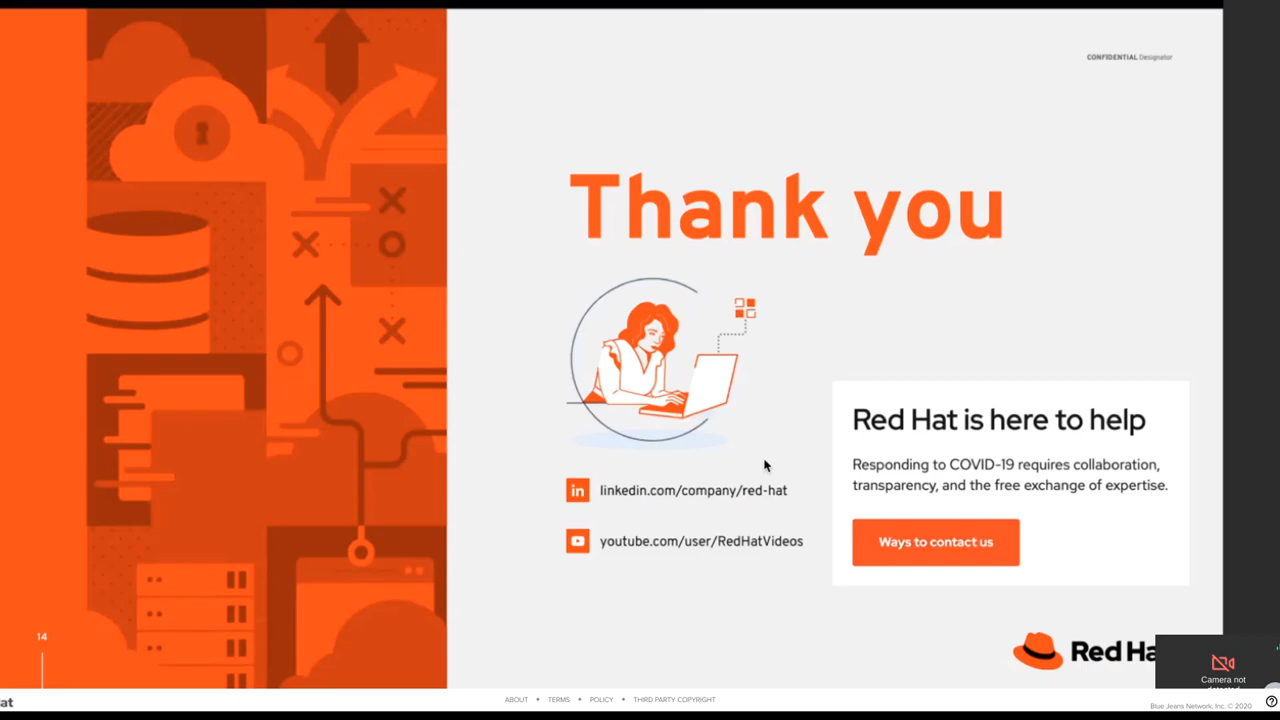 CONFIDENTIAL Designator
Thank you
Red Hat is here to help
Responding to COVID-19 requires collaboration,
transparency, and the free exchange of expertise.
Ways to contact us
in linkedin.com/company/red-hat
youtube.com/user/RedHatVideos
14
Red Ha
Camera not
at
ABOUT • TERMS • POLICY • THIRD PARTY COPYRIGHT
Blue Jeans Network, Inc. © 2020